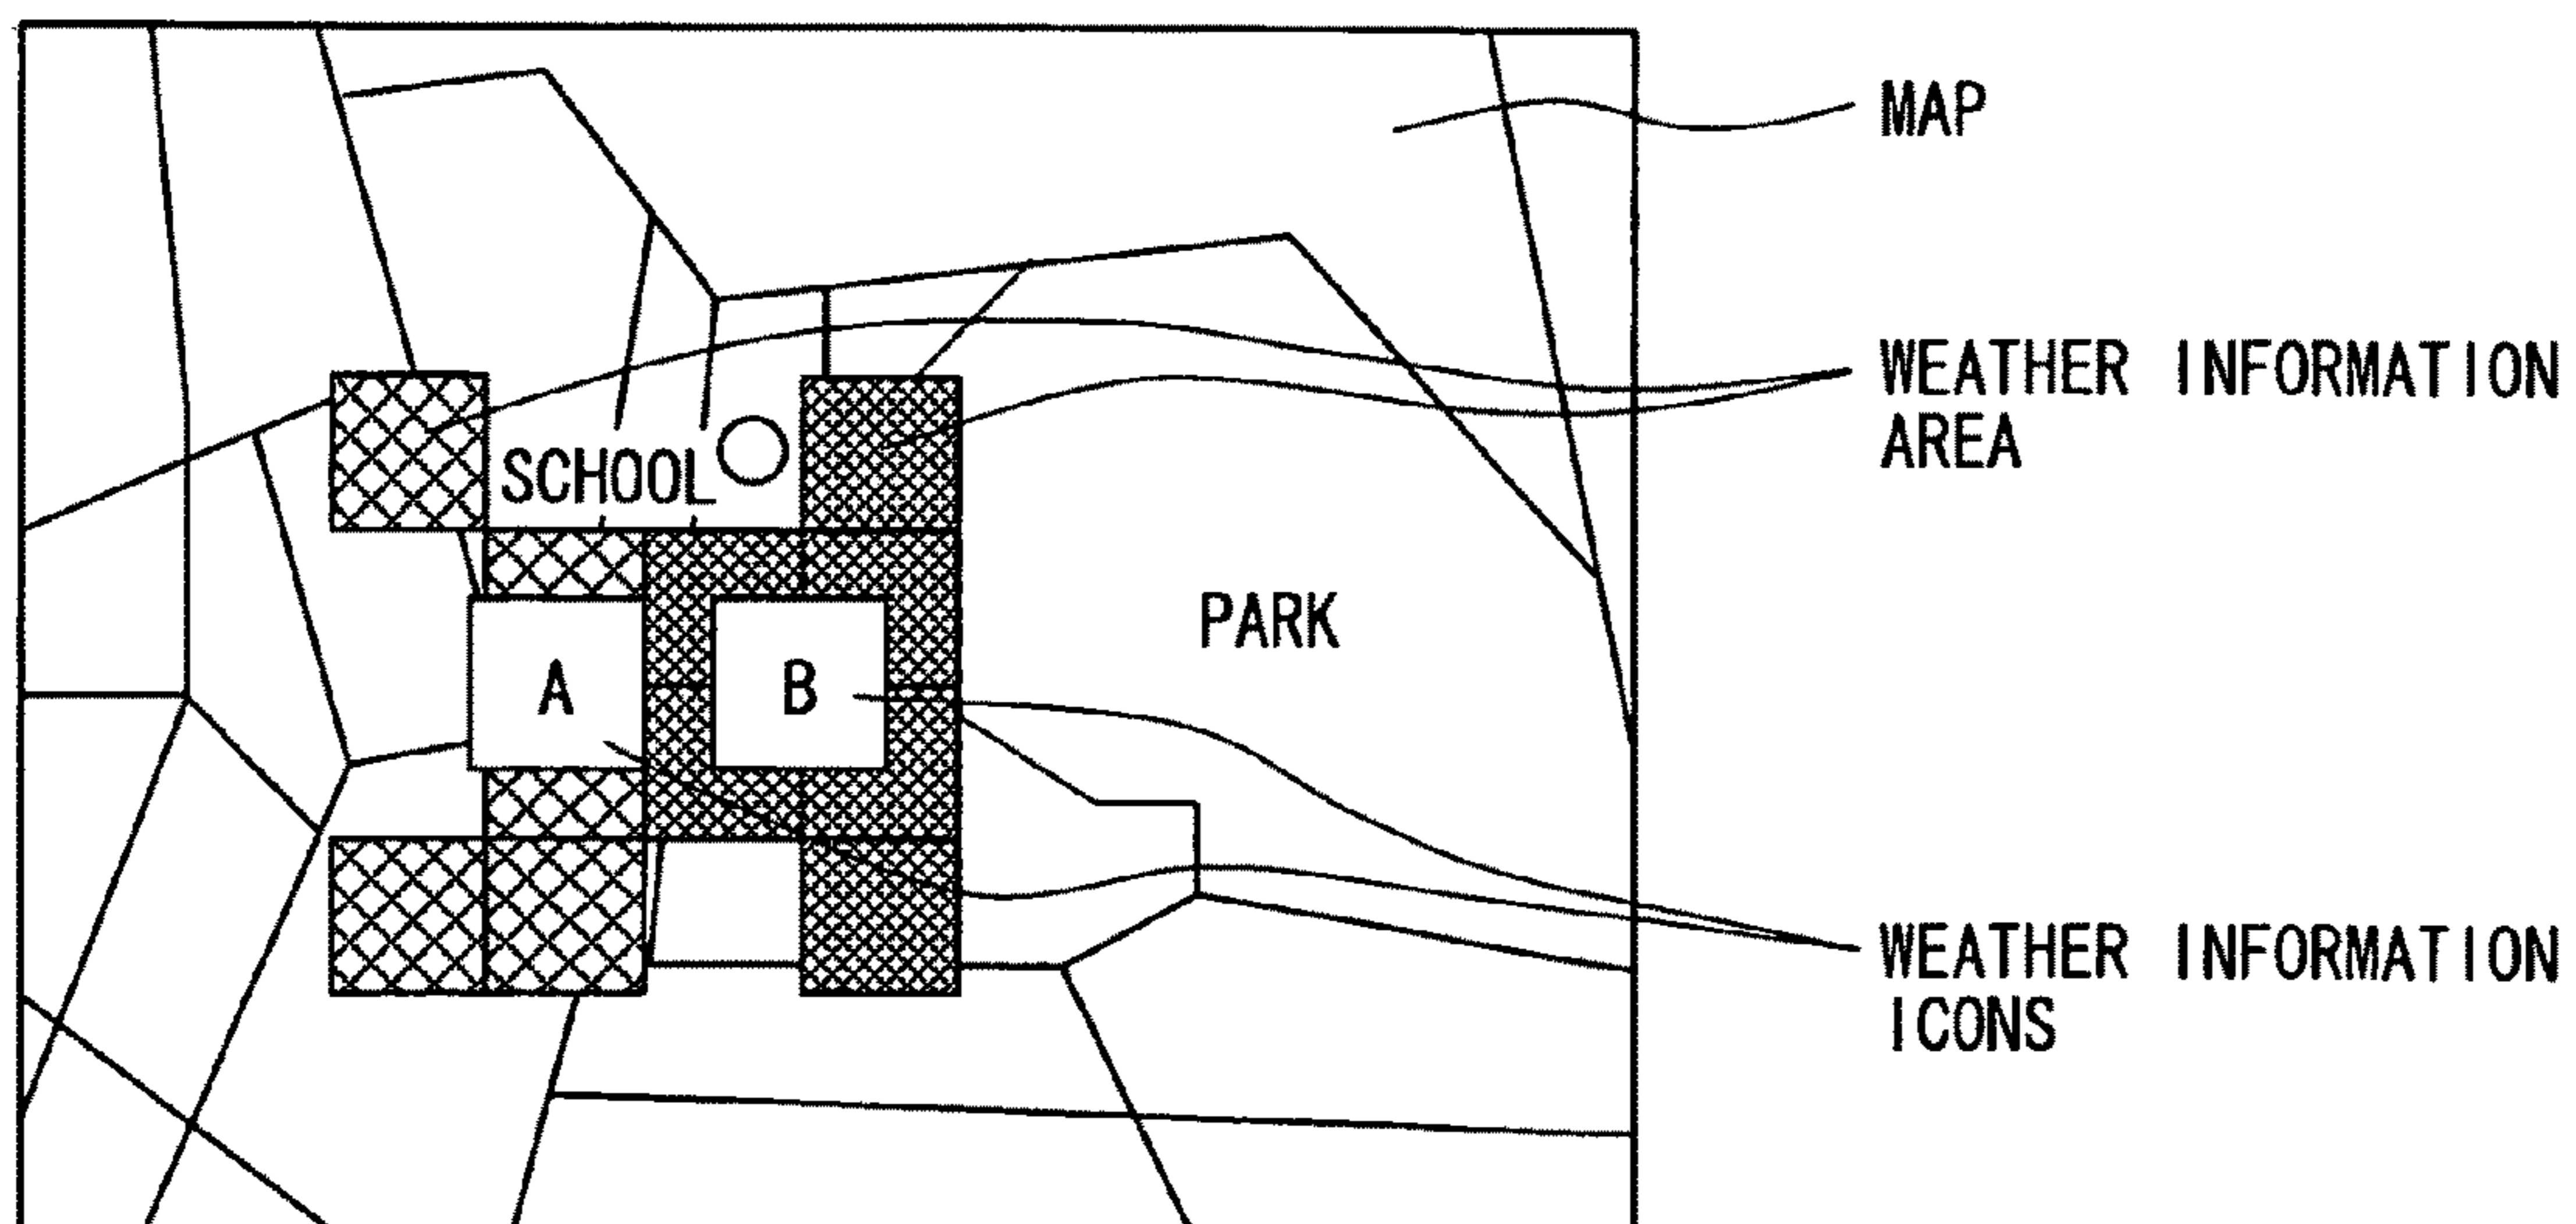 MAP
WEATHER INFORMATION
AREA
SCHOOL
PARK
A
B
WEATHER INFORMATION
ICONS